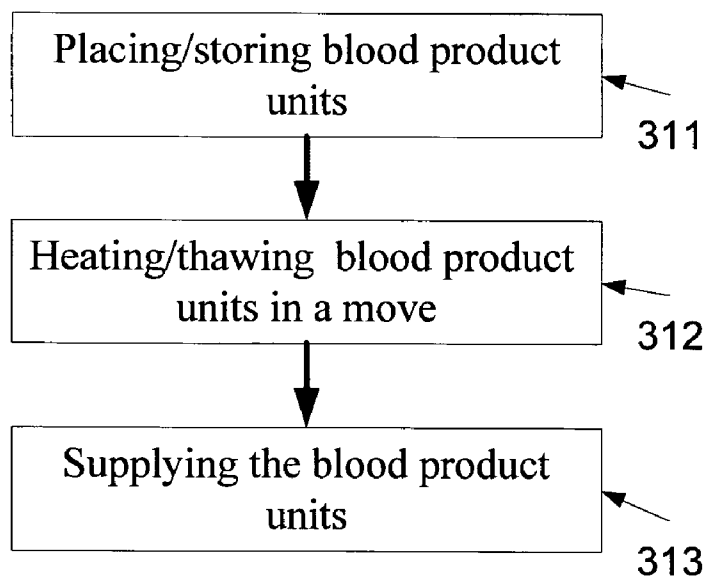 Placing/storing blood product
units
311
Heating/thawing blood product
units in a move
312
Supplying the blood product
units
313